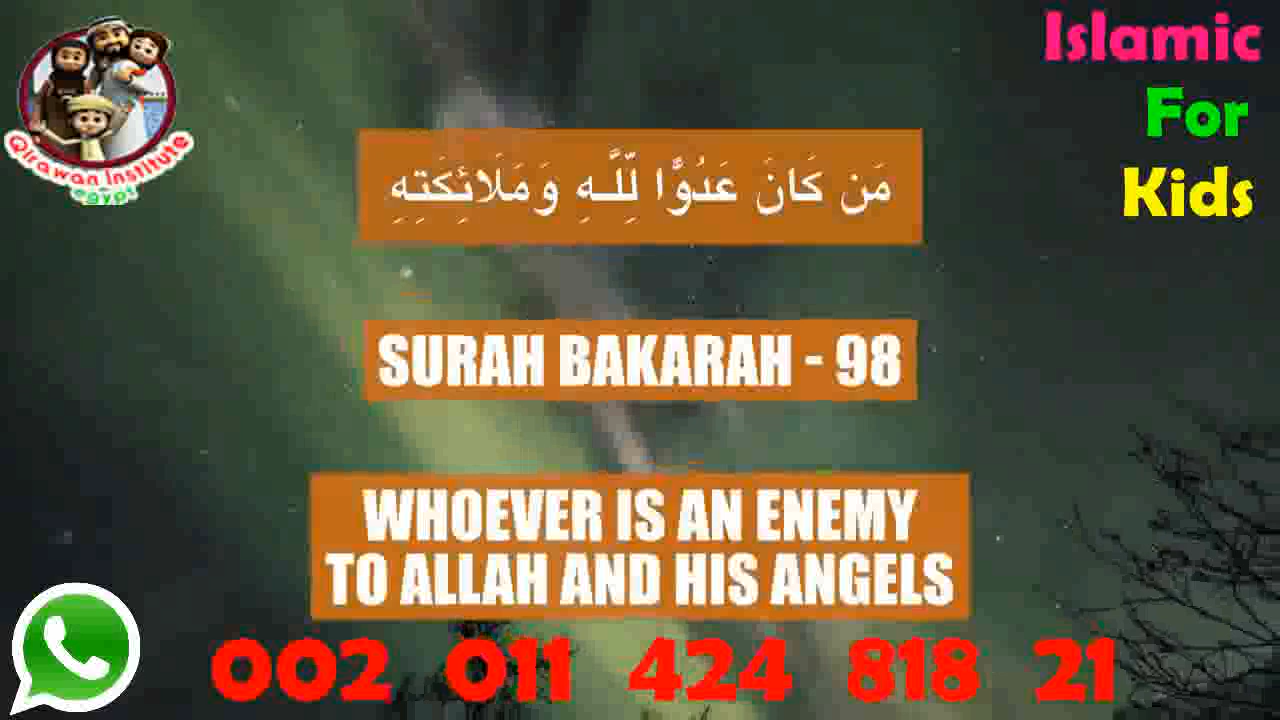 Qirawan Institute
egypt
Islamic
For
Kids
مَن كَانَ عَدُوًّا لِّلَّـهِ وَمَلَائِكَتِهِ
SURAH BAKARAH - 98
WHOEVER IS AN ENEMY
TO ALLAH AND HIS ANGELS
002 011 424 818 21